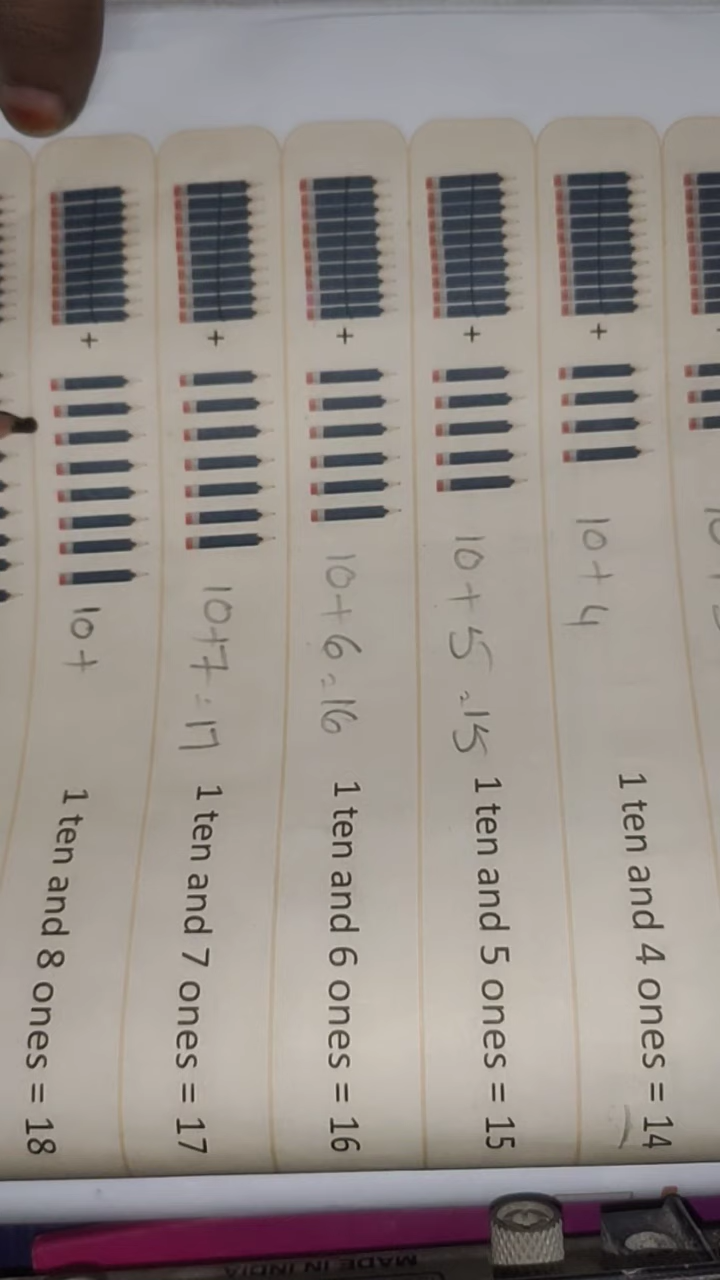 + 10 + 4 1 ten and 4 ones = 14
+ 10 + 5 = 15 1 ten and 5 ones = 15
+ 10 + 6 = 16 1 ten and 6 ones = 16
+ 10 + 7 = 17 1 ten and 7 ones = 17
+ 10 + 1 ten and 8 ones = 18
MADE IN INDIA